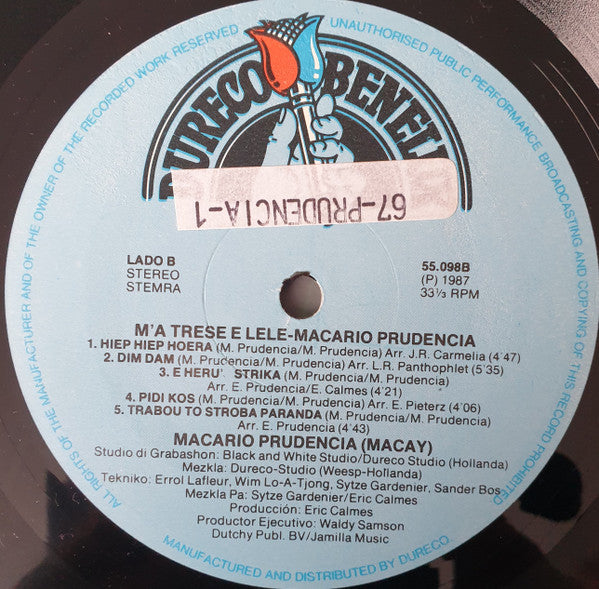 ALL RIGHTS OF THE MANUFACTURER AND OF THE OWNER OF THE RECORDED WORK RESERVED
UNAUTHORISED PUBLIC PERFORMANCE BROADCASTING AND COPYING OF THIS RECORD PROHIBITED
DURECO
67-PRUDENCIA-1
LADO B
STEREO
STEMRA
55.098B
(P) 1987
33⅓ RPM
M'A TRESE E LELE-MACARIO PRUDENCIA
1. HIEP HIEP HOERA (M. Prudencia/M. Prudencia) Arr. J.R. Carmelia (4'47)
2. DIM DAM (M. Prudencia/M. Prudencia) Arr. L.R. Panthophlet (5'35)
3. E HERU' STRIKA (M. Prudencia/M. Prudencia)
Arr. E. Prudencia/E. Calmes (4'21)
4. PIDI KOS (M. Prudencia/M. Prudencia) Arr. E. Pieterz (4'06)
5. TRABOU TO STROBA PARANDA (M. Prudencia/M. Prudencia)
Arr. E. Prudencia (4'43)
MACARIO PRUDENCIA (MACAY)
Studio di Grabashon: Black and White Studio/Dureco Studio (Hollanda)
Mezkla: Dureco-Studio (Weesp-Hollanda)
Tekniko: Errol Lafleur, Wim Lo-A-Tjong, Sytze Gardenier, Sander Bos
Mezkla Pa: Sytze Gardenier/Eric Calmes
Producción: Eric Calmes
Productor Ejecutivo: Waldy Samson
Dutchy Publ. BV/Jamilla Music
MANUFACTURED AND DISTRIBUTED BY DURECO.